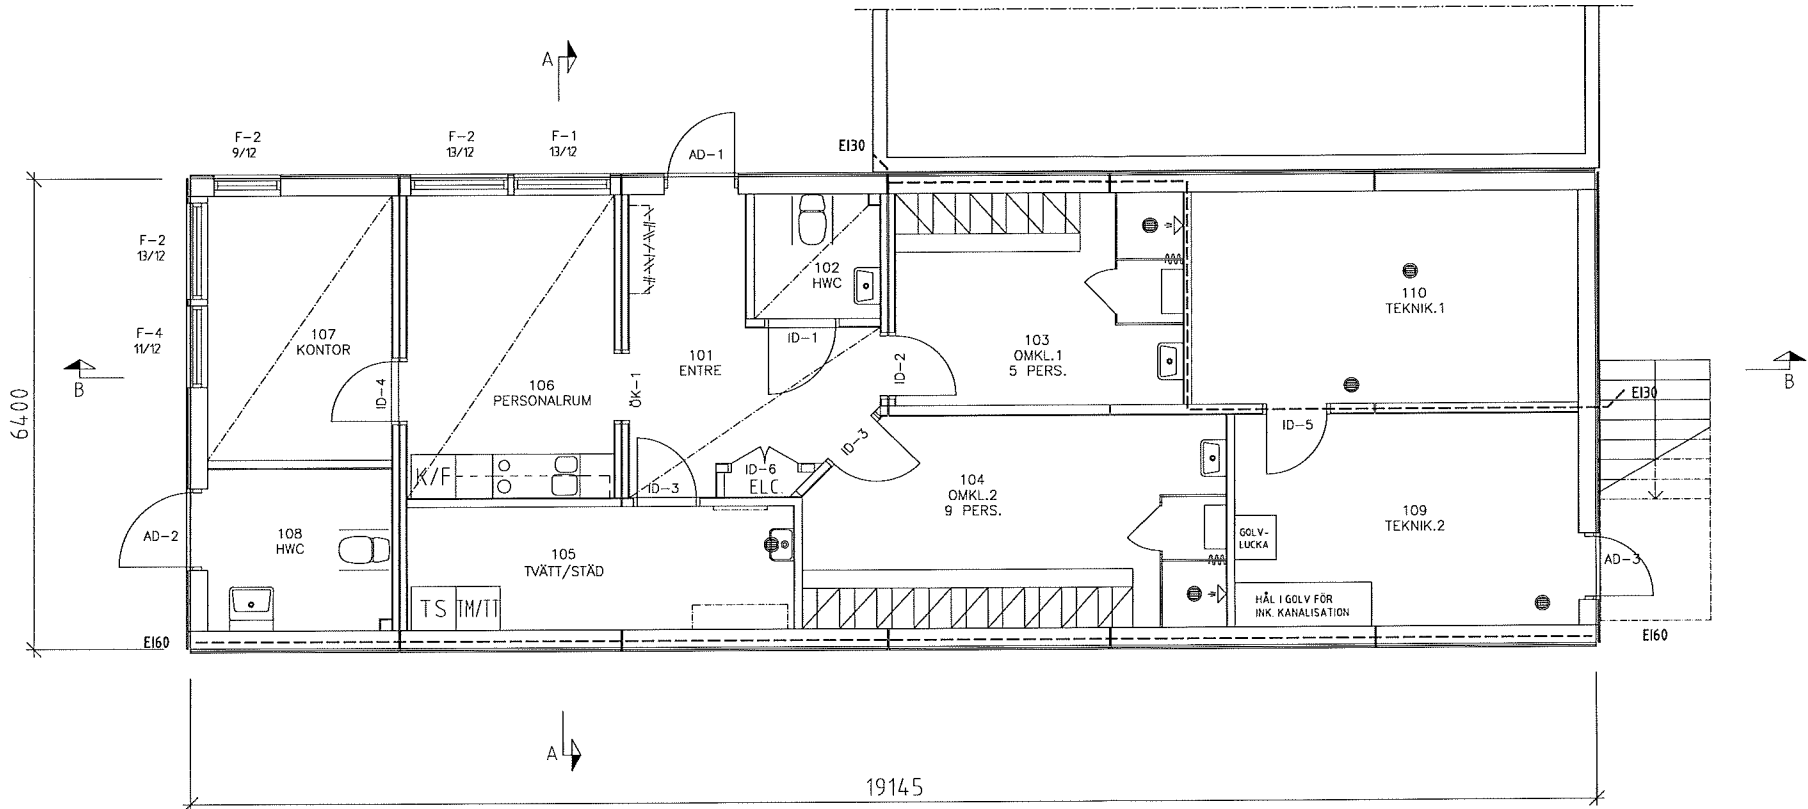 A
F-2
9/12
F-2
13/12
F-1
13/12
AD-1
EI30
F-2
13/12
F-4
11/12
B
107
KONTOR
ID-4
106
PERSONALRUM
ÖK-1
101
ENTRE
102
HWC
ID-1
ID-2
103
OMKL.1
5 PERS.
110
TEKNIK.1
B
EI30
6400
K/F
ID-3
ID-6
ELC.
ID-3
104
OMKL.2
9 PERS.
ID-5
109
TEKNIK.2
AD-2
108
HWC
105
TVÄTT/STÄD
GOLV-
LUCKA
AD-3
TS
TM/TT
HÅL I GOLV FÖR
INK. KANALISATION
EI60
EI60
A
19145